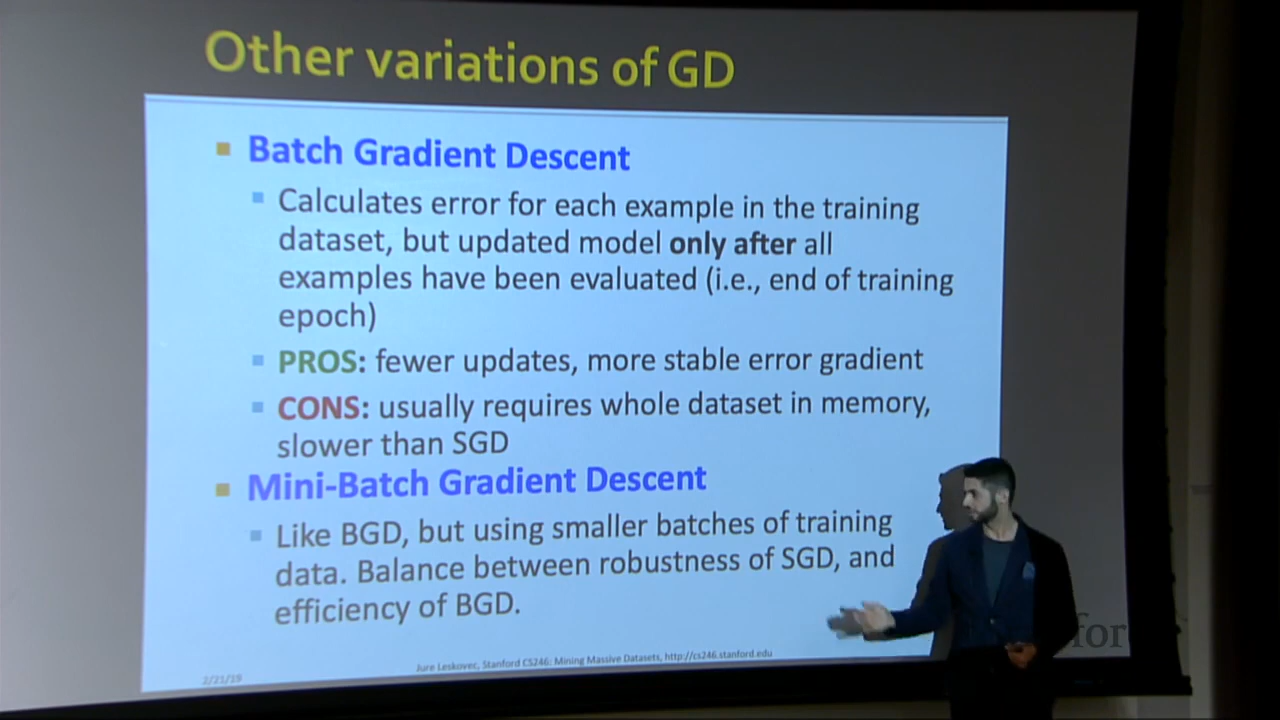 Other variations of GD
Batch Gradient Descent
Calculates error for each example in the training
dataset, but updated model only after all
examples have been evaluated (i.e., end of training
epoch)
PROS: fewer updates, more stable error gradient
CONS: usually requires whole dataset in memory,
slower than SGD
Mini-Batch Gradient Descent
Like BGD, but using smaller batches of training
data. Balance between robustness of SGD, and
efficiency of BGD.
2/21/19
Jure Leskovec, Stanford CS246: Mining Massive Datasets, http://cs246.stanford.edu